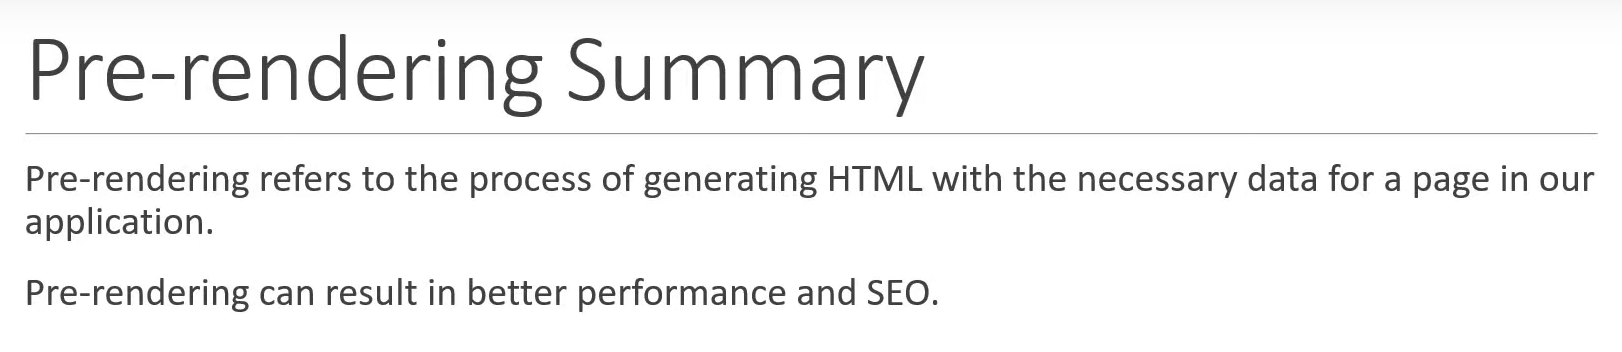 Pre-rendering Summary
Pre-rendering refers to the process of generating HTML with the necessary data for a page in our
application.
Pre-rendering can result in better performance and SEO.